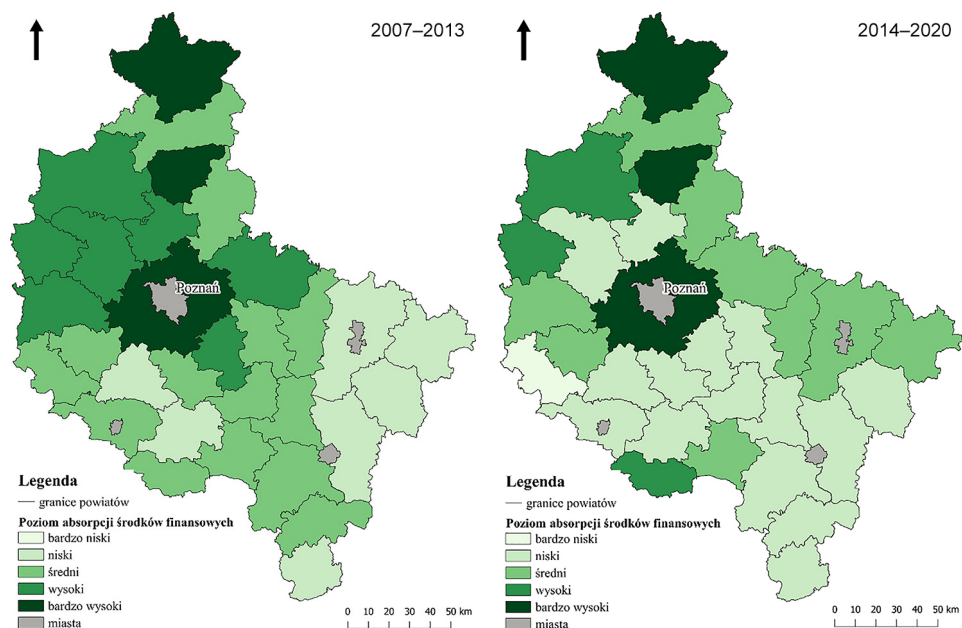 2007–2013
Poznań
Legenda
granice powiatów
Poziom absorpcji środków finansowych
bardzo niski
niski
średni
wysoki
bardzo wysoki
miasta
0 10 20 30 40 50 km
2014–2020
Poznań
Legenda
granice powiatów
Poziom absorpcji środków finansowych
bardzo niski
niski
średni
wysoki
bardzo wysoki
miasta
0 10 20 30 40 50 km